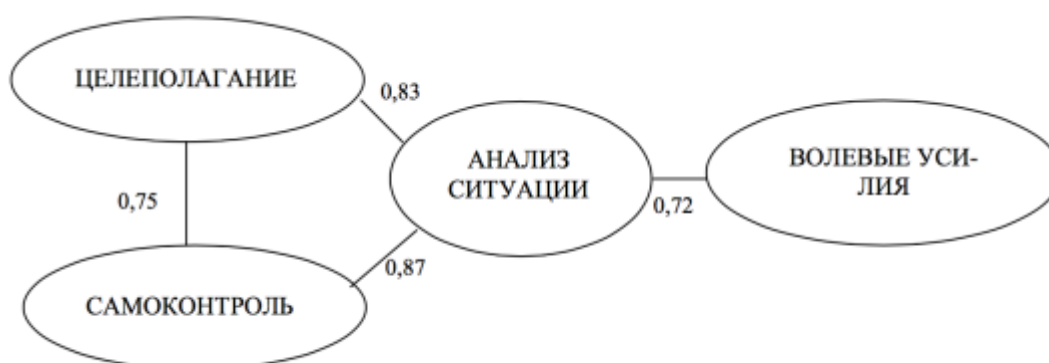 ЦЕЛЕПОЛАГАНИЕ
0,83
АНАЛИЗ
СИТУАЦИИ
ВОЛЕВЫЕ УСИ-
ЛИЯ
0,75
0,72
0,87
САМОКОНТРОЛЬ